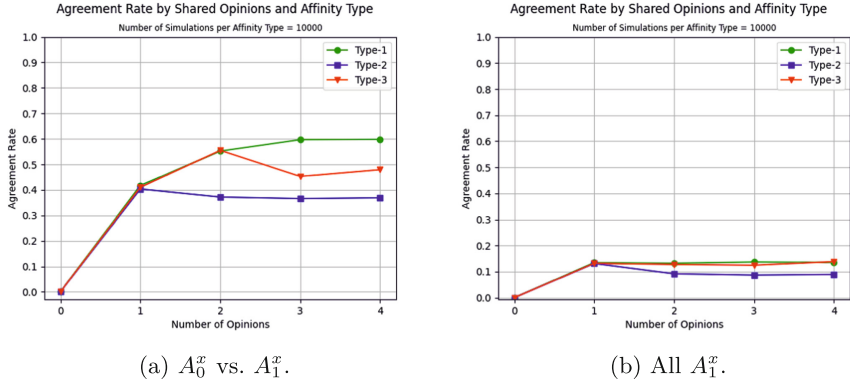 Agreement Rate by Shared Opinions and Affinity Type
Number of Simulations per Affinity Type = 10000
1.0
0.9
0.8
0.7
0.6
0.5
0.4
0.3
0.2
0.1
0.0
Agreement Rate
Type-1
Type-2
Type-3
0 1 2 3 4
Number of Opinions
(a) $A_0^x$ vs. $A_1^x$.
Agreement Rate by Shared Opinions and Affinity Type
Number of Simulations per Affinity Type = 10000
1.0
0.9
0.8
0.7
0.6
0.5
0.4
0.3
0.2
0.1
0.0
Agreement Rate
Type-1
Type-2
Type-3
0 1 2 3 4
Number of Opinions
(b) All $A_1^x$.